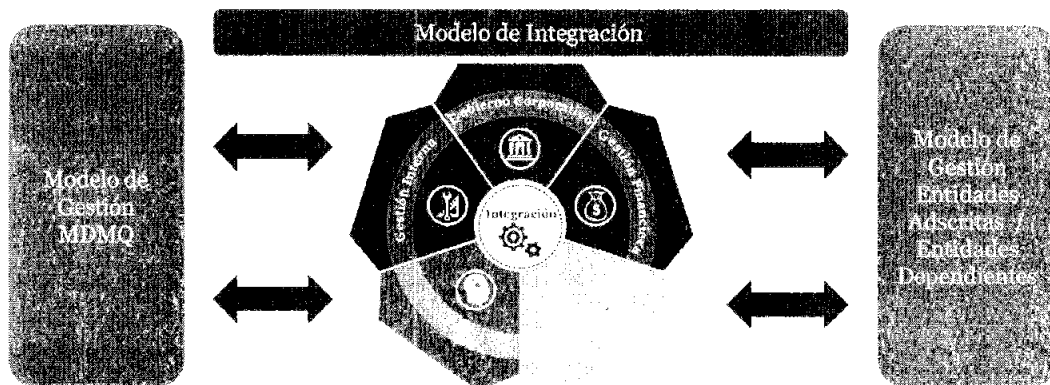 Modelo de Integración
Modelo de
Gestión
MDMQ
Gestión Interna
Gobierno Corporativo
Gestión Financiera
Integración
Modelo de
Gestión
Entidades
Adscritas /
Entidades
Dependientes